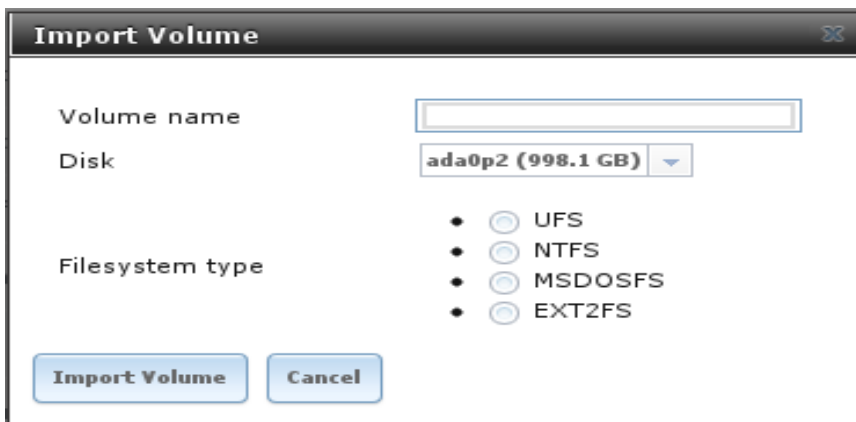 Import Volume
Volume name
Disk
ada0p2 (998.1 GB)
Filesystem type
UFS
NTFS
MSDOSFS
EXT2FS
Import Volume
Cancel